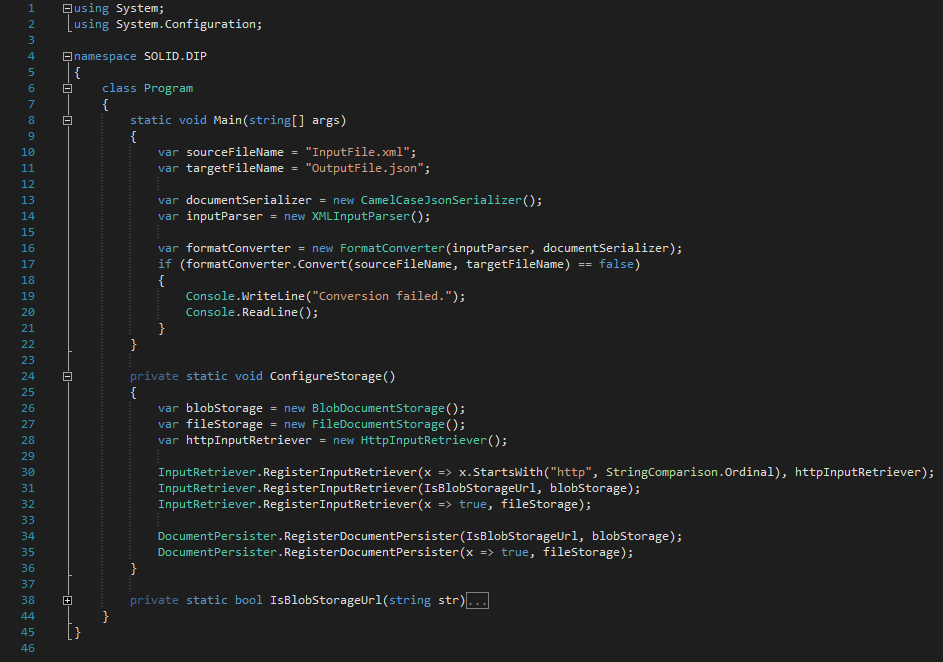 1 using System;
2 using System.Configuration;
3
4 namespace SOLID.DIP
5 {
6     class Program
7     {
8         static void Main(string[] args)
9         {
10             var sourceFileName = "InputFile.xml";
11             var targetFileName = "OutputFile.json";
12
13             var documentSerializer = new CamelCaseJsonSerializer();
14             var inputParser = new XMLInputParser();
15
16             var formatConverter = new FormatConverter(inputParser, documentSerializer);
17             if (formatConverter.Convert(sourceFileName, targetFileName) == false)
18             {
19                 Console.WriteLine("Conversion failed.");
20                 Console.ReadLine();
21             }
22         }
23
24         private static void ConfigureStorage()
25         {
26             var blobStorage = new BlobDocumentStorage();
27             var fileStorage = new FileDocumentStorage();
28             var httpInputRetriever = new HttpInputRetriever();
29
30             InputRetriever.RegisterInputRetriever(x => x.StartsWith("http", StringComparison.Ordinal), httpInputRetriever);
31             InputRetriever.RegisterInputRetriever(IsBlobStorageUrl, blobStorage);
32             InputRetriever.RegisterInputRetriever(x => true, fileStorage);
33
34             DocumentPersister.RegisterDocumentPersister(IsBlobStorageUrl, blobStorage);
35             DocumentPersister.RegisterDocumentPersister(x => true, fileStorage);
36         }
37
38         private static bool IsBlobStorageUrl(string str)...
44     }
45 }
46